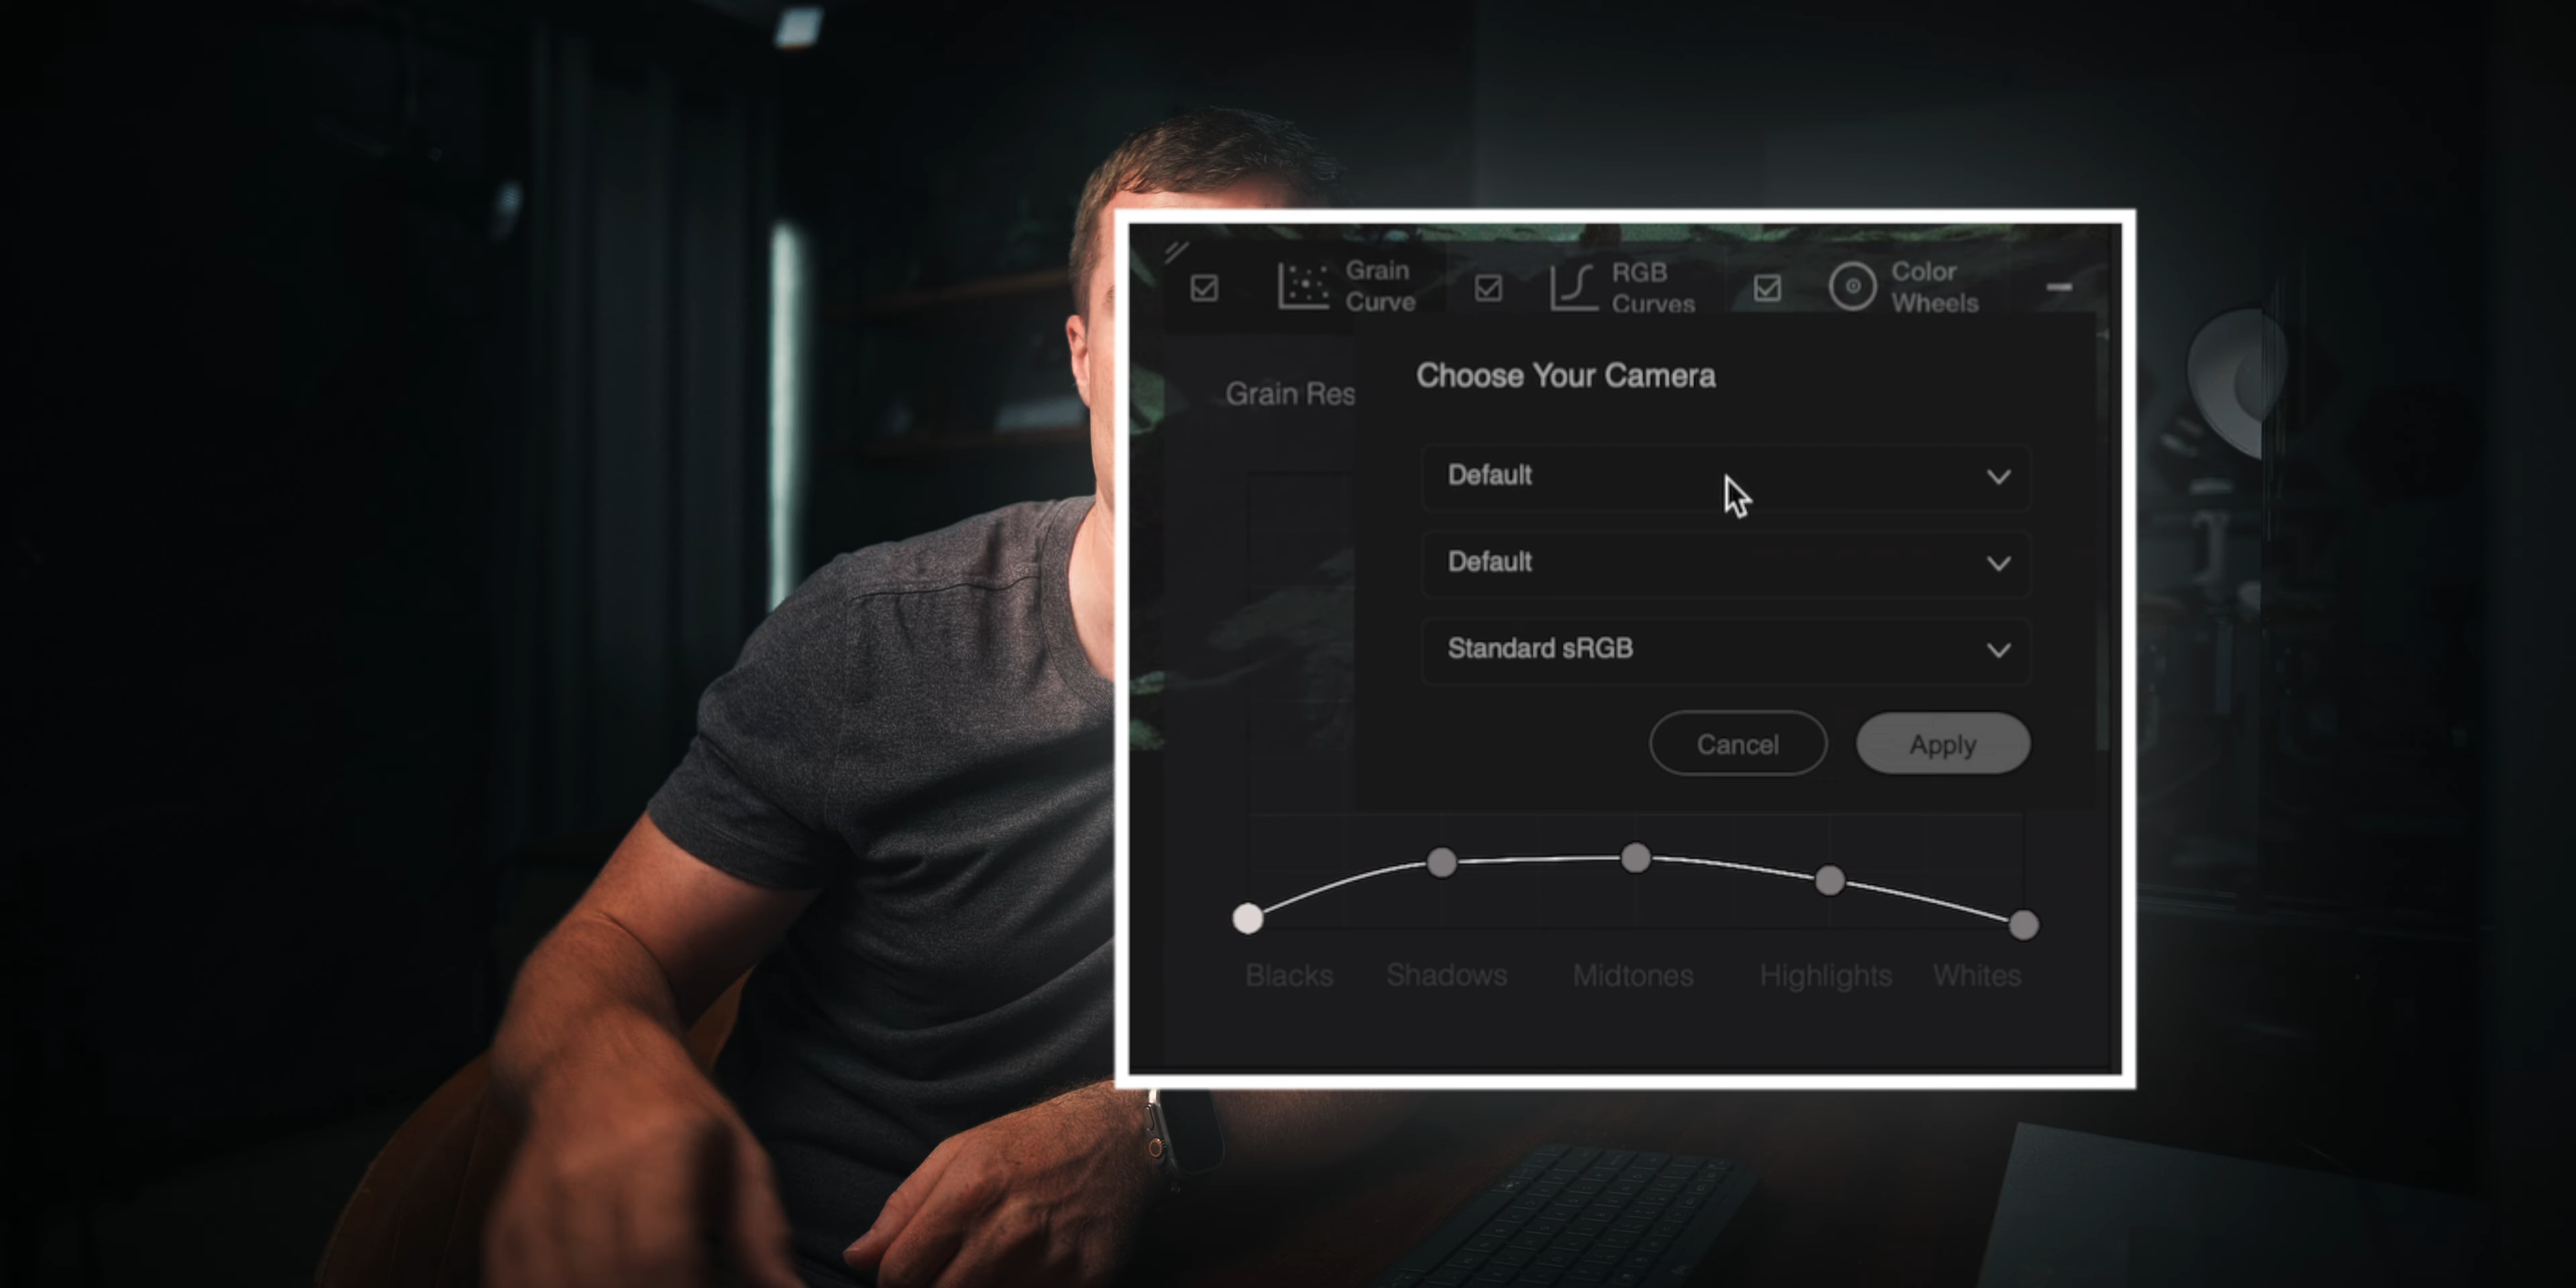 Grain
Curve
RGB
Curves
Color
Wheels
Choose Your Camera
Grain Res
Default
Default
Standard sRGB
Cancel
Apply
Blacks
Shadows
Midtones
Highlights
Whites